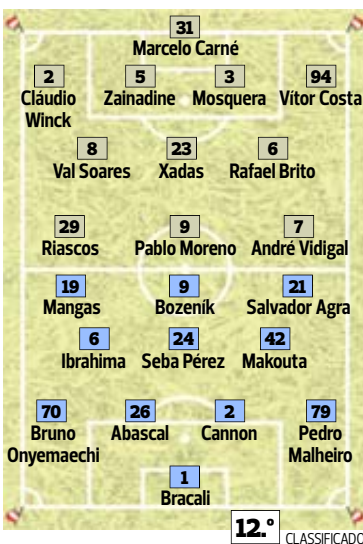 31
Marcelo Carné
2 5 3 94
Cláudio Winck Zainadine Mosquera Vítor Costa
8 23 6
Val Soares Xadas Rafael Brito
29 9 7
Riascos Pablo Moreno André Vidigal
19 9 21
Mangas Bozeník Salvador Agra
6 24 42
Ibrahima Seba Pérez Makouta
70 26 2 79
Bruno Onyemaechi Abascal Cannon Pedro Malheiro
1
Bracali
12.º CLASSIFICADO